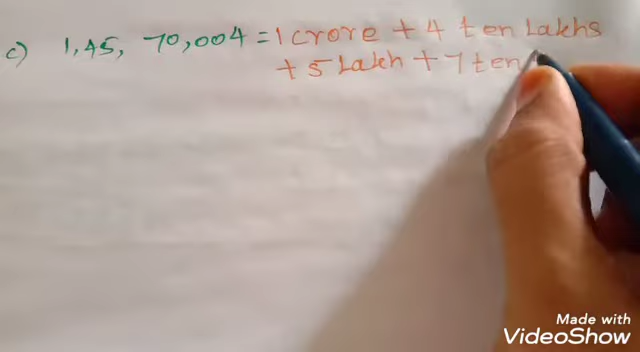 c) 1,45, 70,004 = 1 crore + 4 ten Lakhs
+ 5 Lakh + 7 ten
Made with
VideoShow